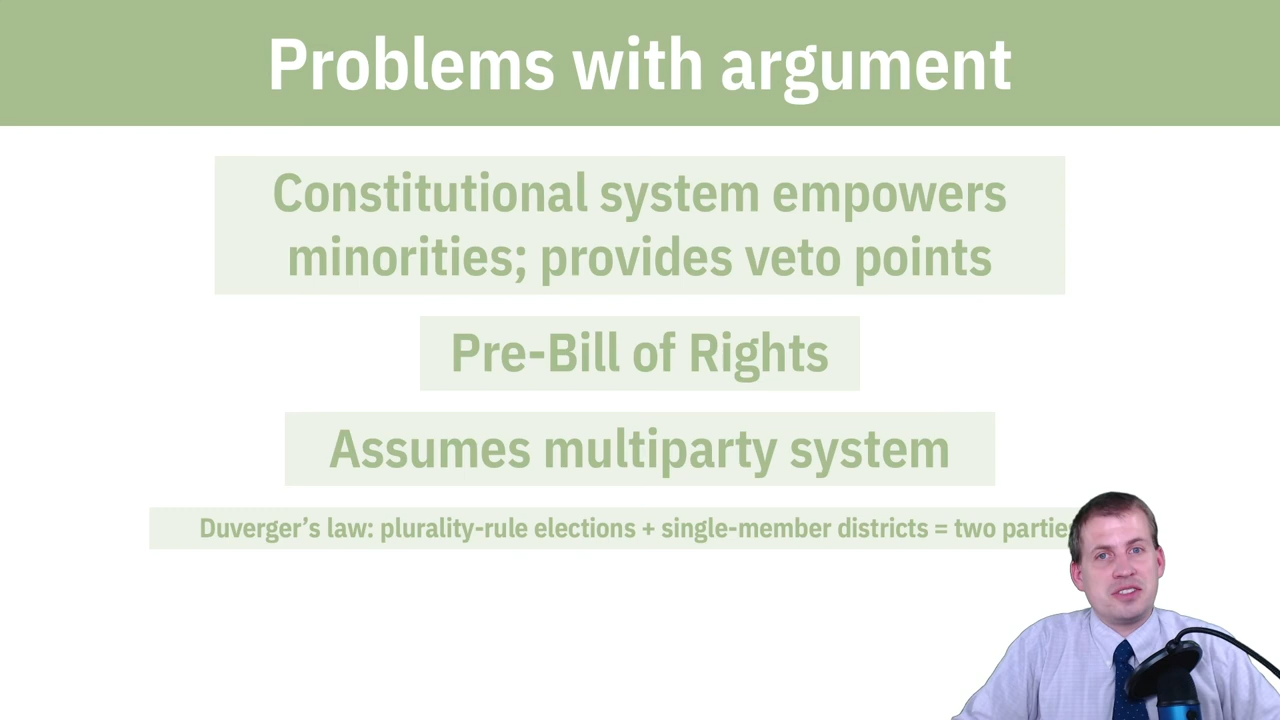 Problems with argument
Constitutional system empowers
minorities; provides veto points
Pre-Bill of Rights
Assumes multiparty system
Duverger’s law: plurality-rule elections + single-member districts = two parties